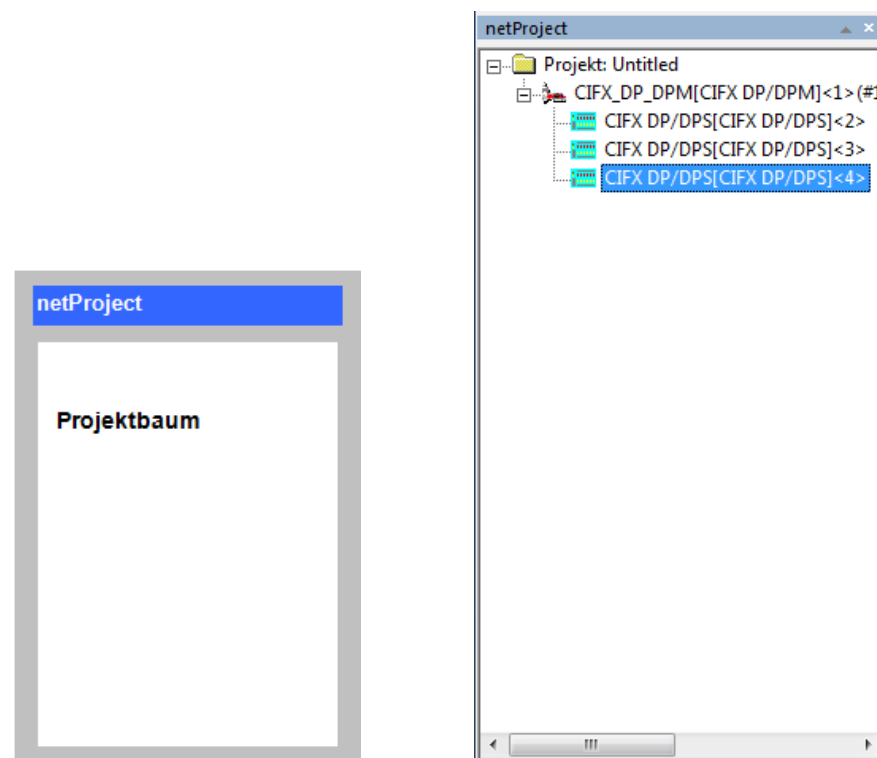 netProject
Projektbaum
netProject
Projekt: Untitled
CIFX_DP_DPM[CIFX DP/DPM]<1>(#1
CIFX DP/DPS[CIFX DP/DPS]<2>
CIFX DP/DPS[CIFX DP/DPS]<3>
CIFX DP/DPS[CIFX DP/DPS]<4>